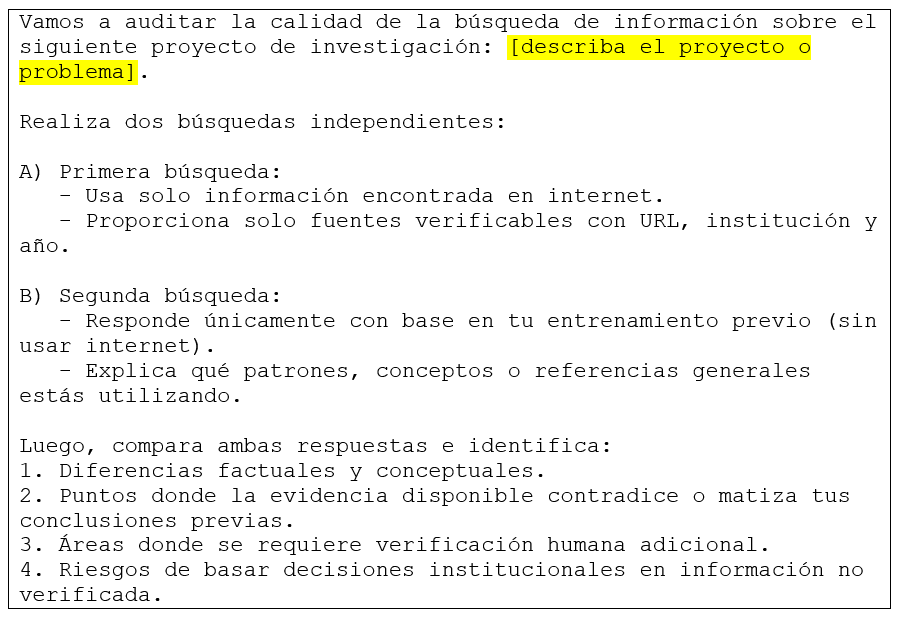 Vamos a auditar la calidad de la búsqueda de información sobre el
siguiente proyecto de investigación: [describa el proyecto o
problema].
Realiza dos búsquedas independientes:
A) Primera búsqueda:
– Usa solo información encontrada en internet.
– Proporciona solo fuentes verificables con URL, institución y
año.
B) Segunda búsqueda:
– Responde únicamente con base en tu entrenamiento previo (sin
usar internet).
– Explica qué patrones, conceptos o referencias generales
estás utilizando.
Luego, compara ambas respuestas e identifica:
1. Diferencias factuales y conceptuales.
2. Puntos donde la evidencia disponible contradice o matiza tus
conclusiones previas.
3. Áreas donde se requiere verificación humana adicional.
4. Riesgos de basar decisiones institucionales en información no
verificada.